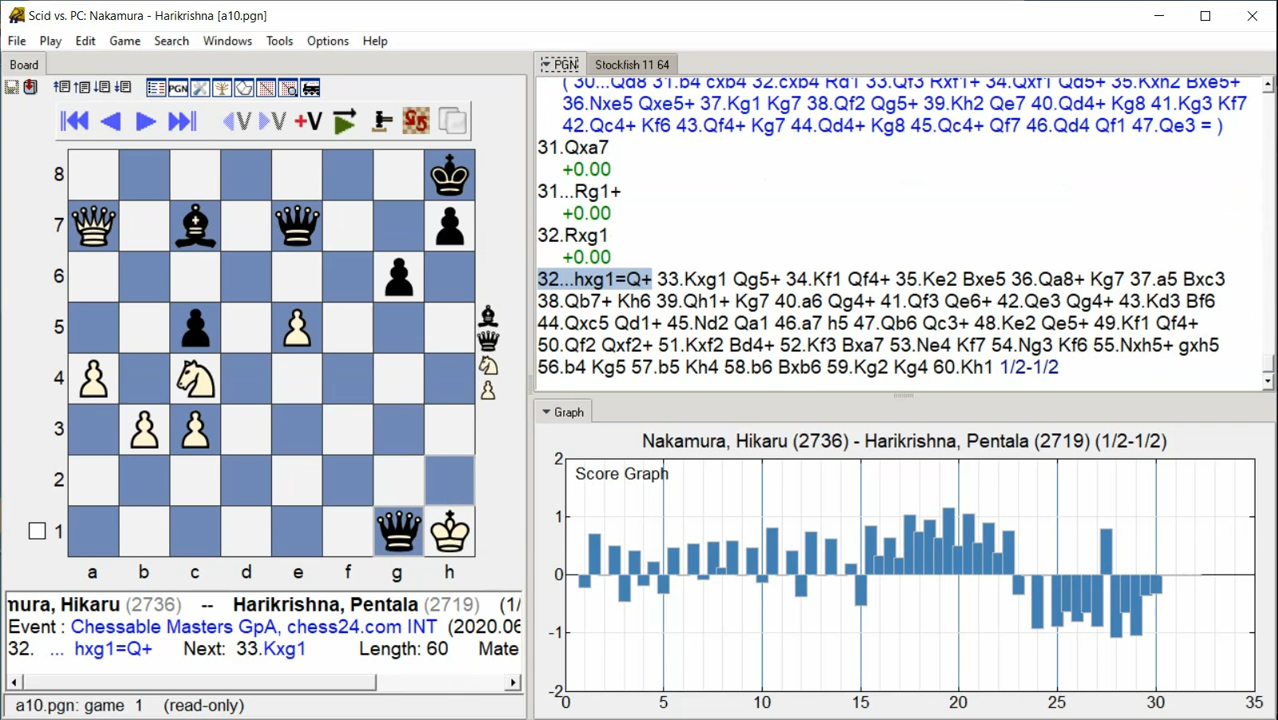 Scid vs. PC: Nakamura - Harikrishna [a10.pgn]
File Play Edit Game Search Windows Tools Options Help
Board
PGN
8
7
6
5
4
3
2
1
a b c d e f g h
mura, Hikaru (2736) -- Harikrishna, Pentala (2719) (1/
Event : Chessable Masters GpA, chess24.com INT (2020.06
32. ... hxg1=Q+ Next: 33.Kxg1 Length: 60 Mate
a10.pgn: game 1 (read-only)
PGN Stockfish 11 64
( 30...Qd8 31.b4 cxb4 32.cxb4 Rd1 33.Qf3 Rxf1+ 34.Qxf1 Qd5+ 35.Kxh2 Bxe5+
36.Nxe5 Qxe5+ 37.Kg1 Kg7 38.Qf2 Qg5+ 39.Kh2 Qe7 40.Qd4+ Kg8 41.Kg3 Kf7
42.Qc4+ Kf6 43.Qf4+ Kg7 44.Qd4+ Kg8 45.Qc4+ Qf7 46.Qd4 Qf1 47.Qe3 = )
31.Qxa7
+0.00
31...Rg1+
+0.00
32.Rxg1
+0.00
32...hxg1=Q+ 33.Kxg1 Qg5+ 34.Kf1 Qf4+ 35.Ke2 Bxe5 36.Qa8+ Kg7 37.a5 Bxc3
38.Qb7+ Kh6 39.Qh1+ Kg7 40.a6 Qg4+ 41.Qf3 Qe6+ 42.Qe3 Qg4+ 43.Kd3 Bf6
44.Qxc5 Qd1+ 45.Nd2 Qa1 46.a7 h5 47.Qb6 Qc3+ 48.Ke2 Qe5+ 49.Kf1 Qf4+
50.Qf2 Qxf2+ 51.Kxf2 Bd4+ 52.Kf3 Bxa7 53.Ne4 Kf7 54.Ng3 Kf6 55.Nxh5+ gxh5
56.b4 Kg5 57.b5 Kh4 58.b6 Bxb6 59.Kg2 Kg4 60.Kh1 1/2-1/2
Graph
Nakamura, Hikaru (2736) - Harikrishna, Pentala (2719) (1/2-1/2)
Score Graph
2
1
0
-1
-2
0 5 10 15 20 25 30 35